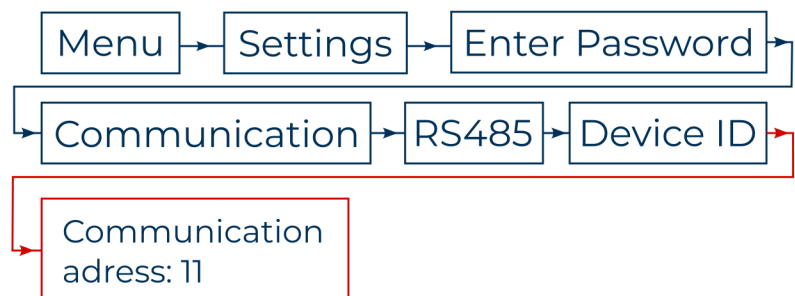 Menu Settings Enter Password
Communication RS485 Device ID
Communication
adress: 11